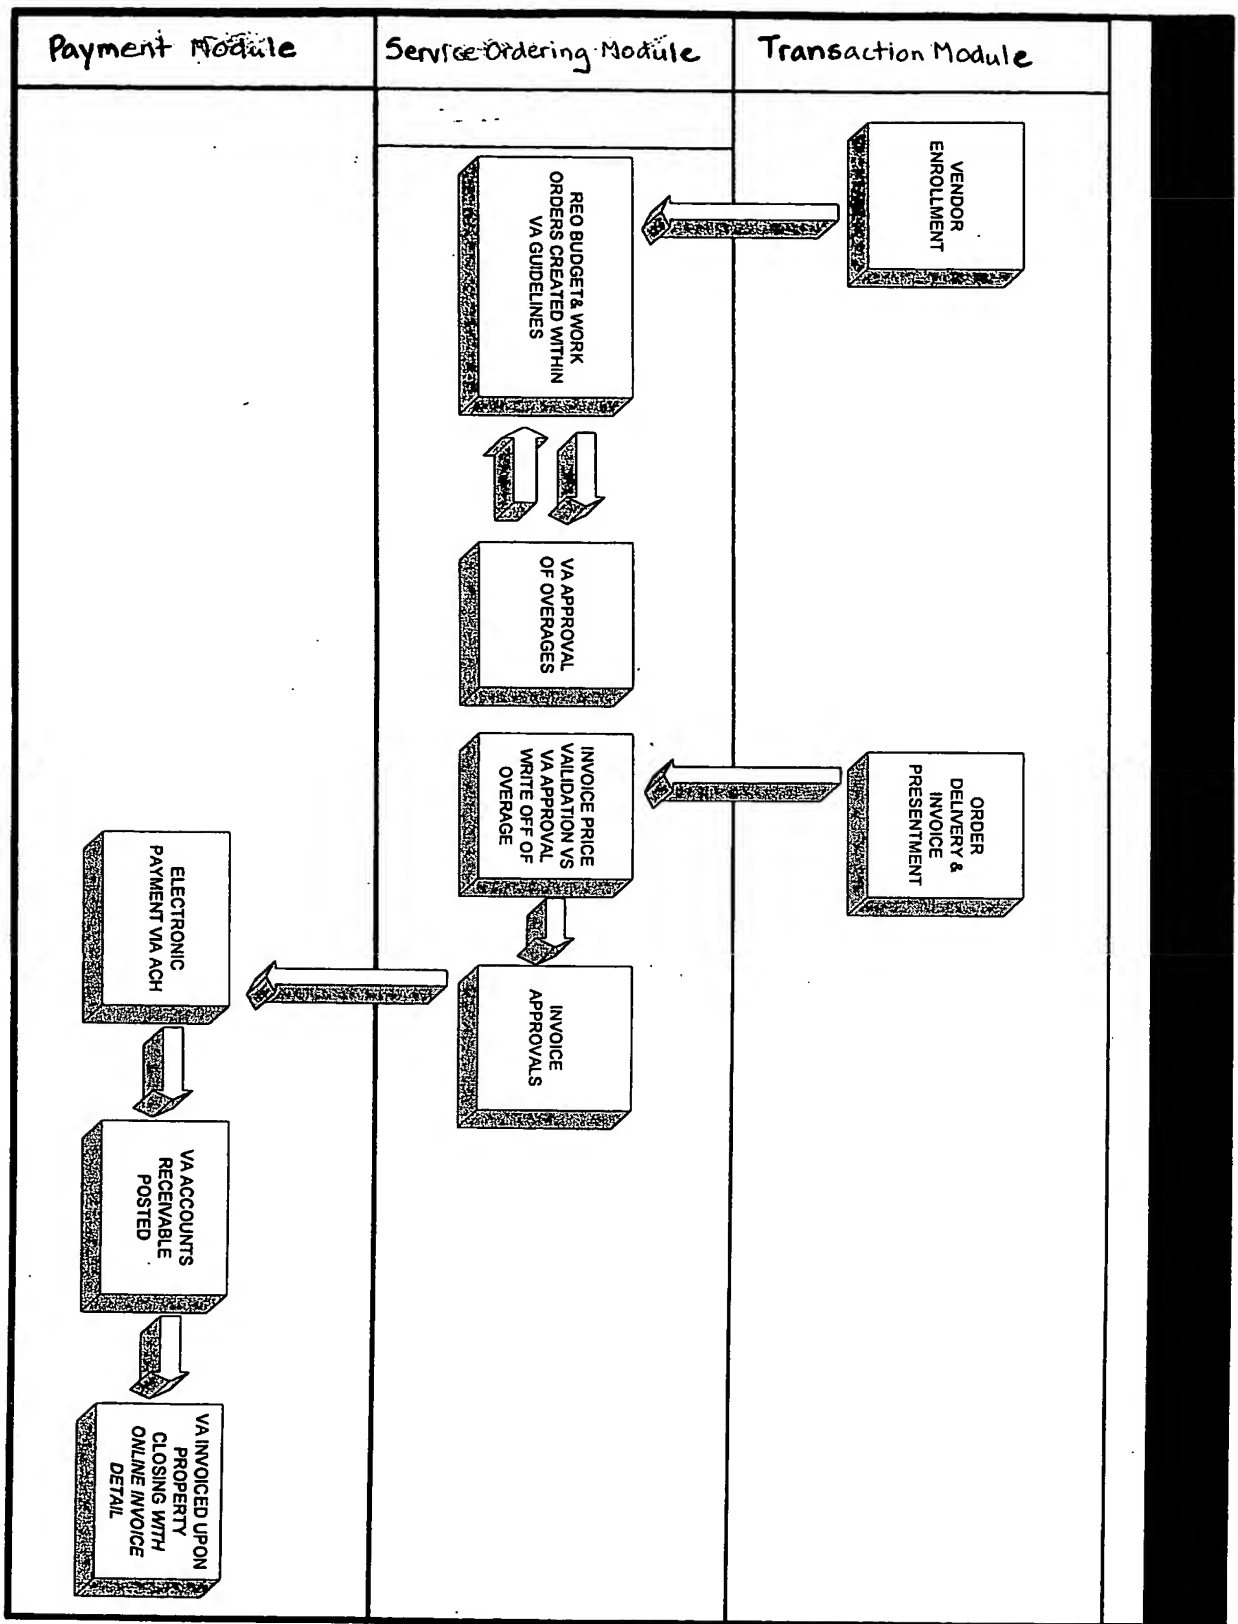 Payment Module
Service Ordering Module
Transaction Module
VENDOR
ENROLLMENT
REO BUDGET& WORK
ORDERS CREATED WITHIN
VA GUIDELINES
VA APPROVAL
OF OVERAGES
ORDER
DELIVERY &
INVOICE
PRESENTMENT
INVOICE PRICE
VAILIDATION VS
VA APPROVAL
WRITE OFF OF
OVERAGE
INVOICE
APPROVALS
ELECTRONIC
PAYMENT VIA ACH
VA ACCOUNTS
RECEIVABLE
POSTED
VA INVOICED UPON
PROPERTY
CLOSING WITH
ONLINE INVOICE
DETAIL